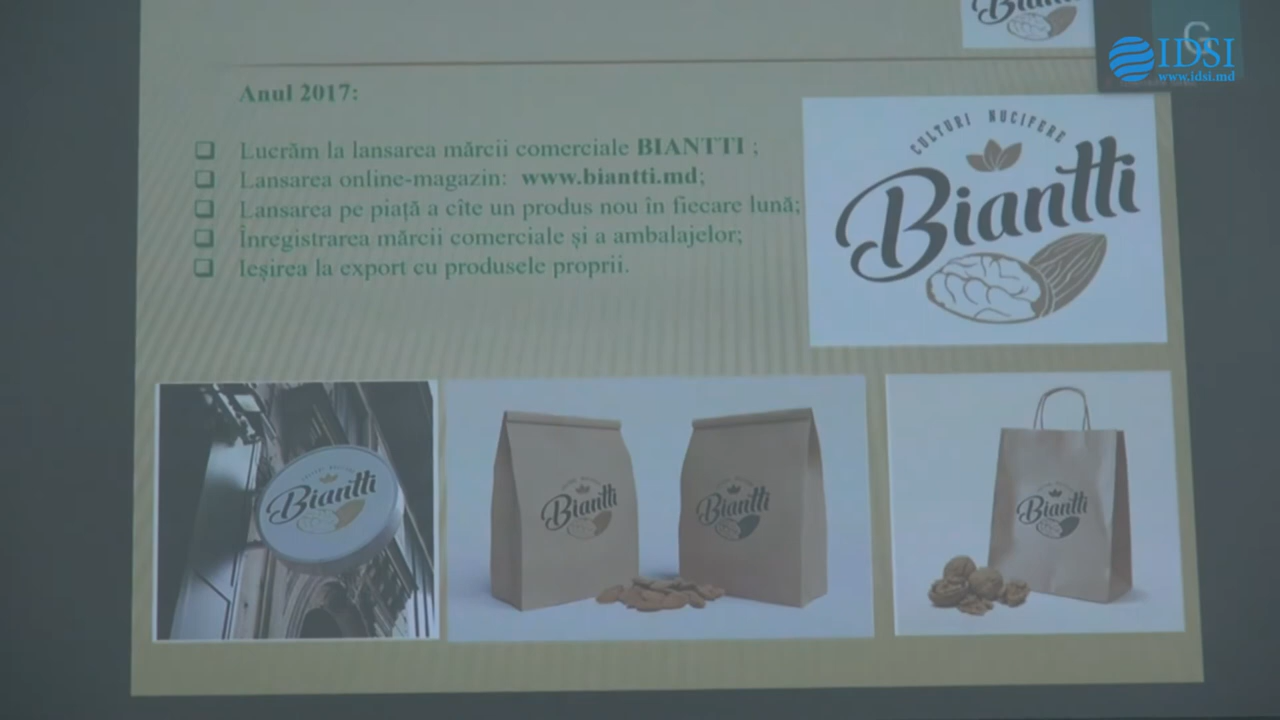 Biantti
G
IDSI
www.idsi.md
Anul 2017:
Lucrăm la lansarea mărcii comerciale BIANTTI ;
Lansarea online-magazin: www.biantti.md;
Lansarea pe piață a cîte un produs nou în fiecare lună;
Înregistrarea mărcii comerciale și a ambalajelor;
Ieșirea la export cu produsele proprii.
CULTURI NUCIFERE
Biantti
Biantti
Biantti
Biantti
Biantti